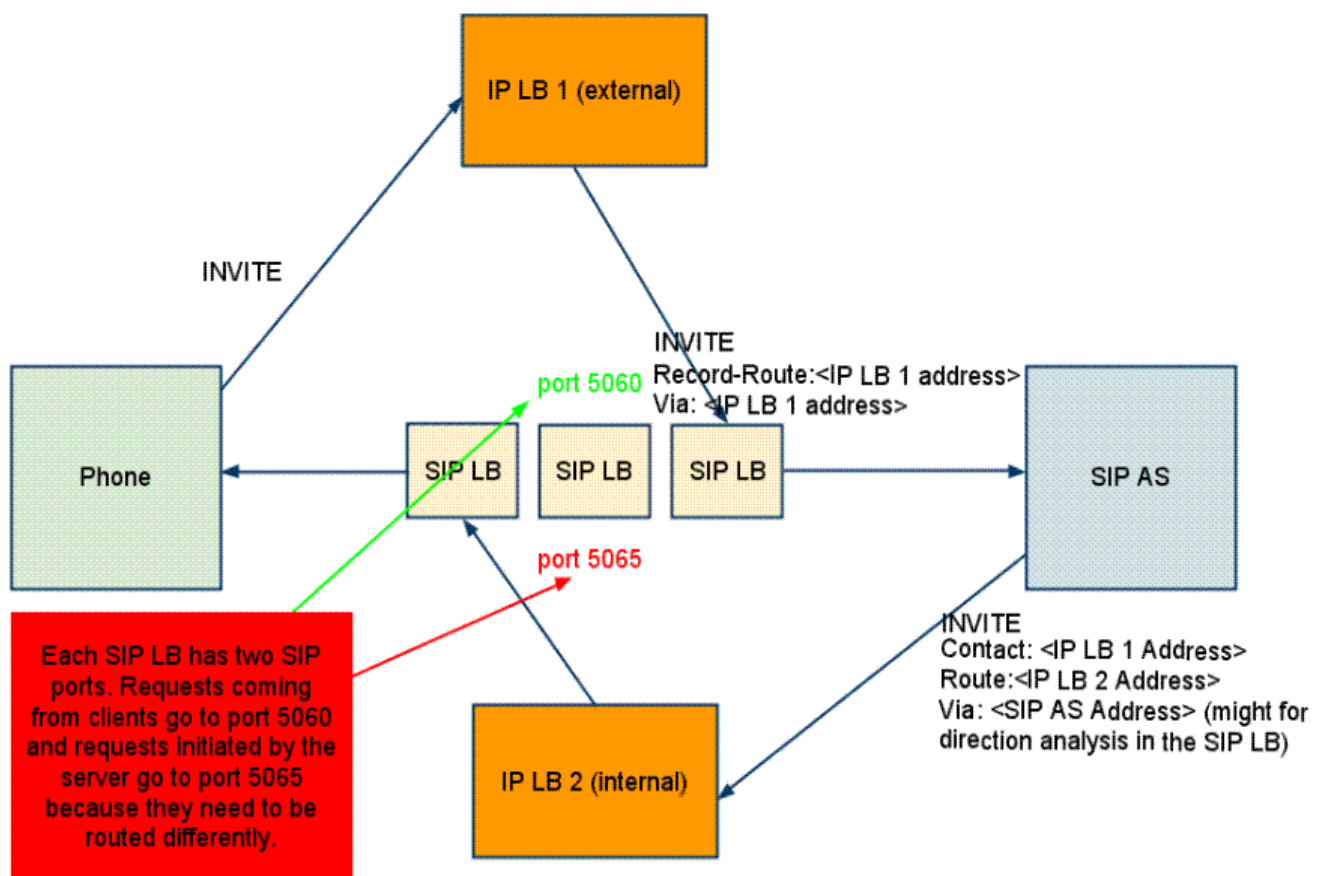 IP LB 1 (external)
INVITE
INVITE
Record-Route:<IP LB 1 address>
Via: <IP LB 1 address>
port 5060
Phone
SIP LB
SIP LB
SIP LB
SIP AS
port 5065
Each SIP LB has two SIP
ports. Requests coming
from clients go to port 5060
and requests initiated by the
server go to port 5065
because they need to be
routed differently.
IP LB 2 (internal)
INVITE
Contact: <IP LB 1 Address>
Route:<IP LB 2 Address>
Via: <SIP AS Address> (might for
direction analysis in the SIP LB)